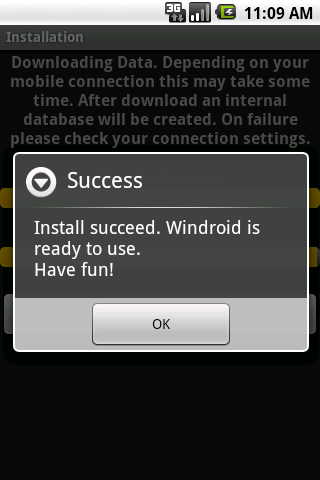 3G 11:09 AM
Installation
Downloading Data. Depending on your
mobile connection this may take some
time. After download an internal
database will be created. On failure
please check your connection settings.
Success
Install succeed. Windroid is
ready to use.
Have fun!
OK